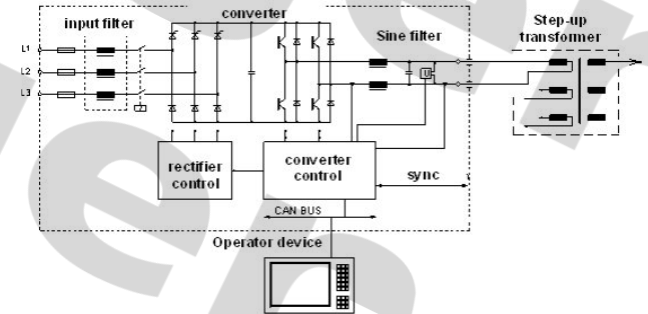 converter
input filter
Sine filter
Step-up
transformer
L1
L2
L3
U
rectifier
control
converter
control
sync
CAN BUS
Operator device